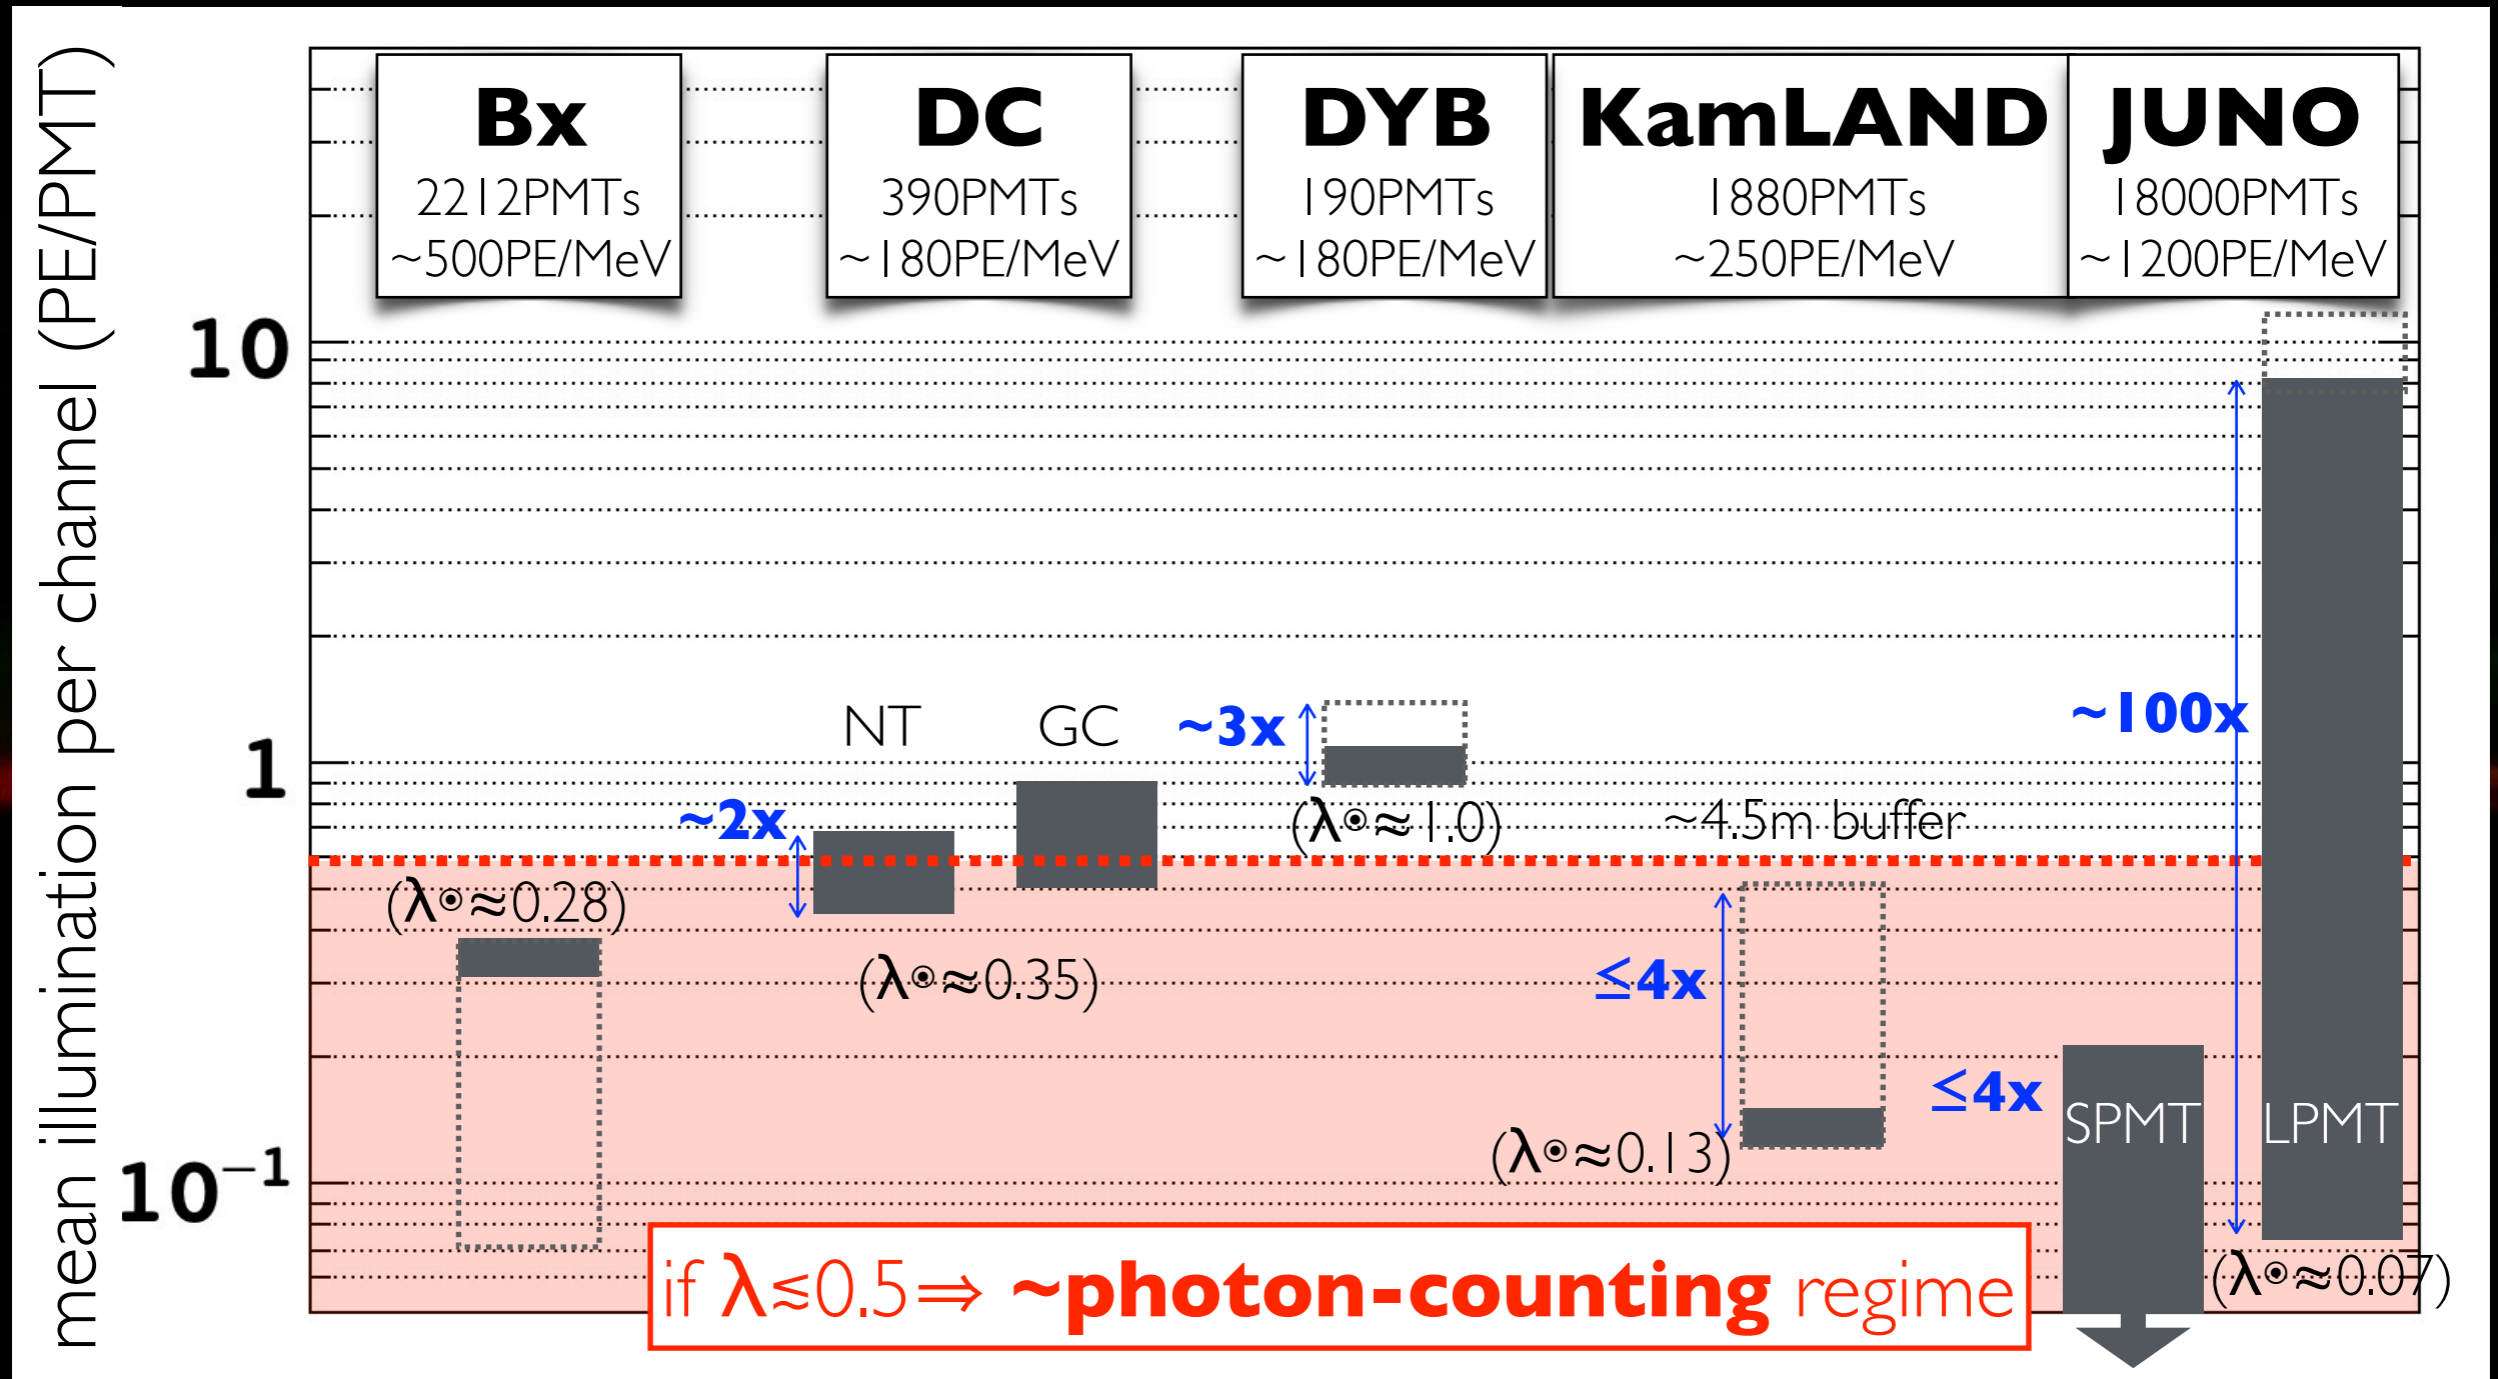 mean illumination per channel (PE/PMT)
Bx
2212PMTs
~500PE/MeV
DC
390PMTs
~180PE/MeV
DYB
190PMTs
~180PE/MeV
KamLAND
1880PMTs
~250PE/MeV
JUNO
18000PMTs
~1200PE/MeV
10
1
10⁻¹
NT
GC
~3x
~100x
~2x
(λ⦿≈1.0)
~4.5m buffer
(λ⦿≈0.28)
(λ⦿≈0.35)
≤4x
≤4x
SPMT
LPMT
(λ⦿≈0.13)
(λ⦿≈0.07)
if λ≲0.5⇒ ~photon-counting regime